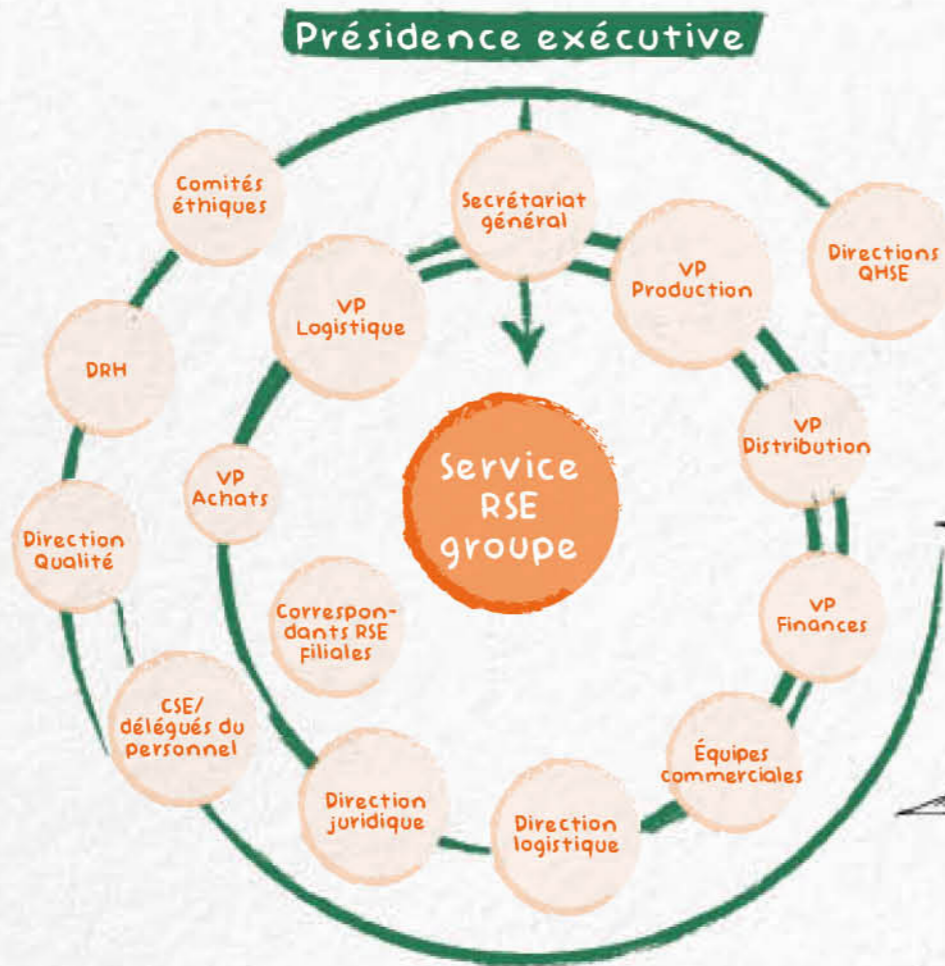 Présidence exécutive
Comités
éthiques
Secrétariat
général
Directions
QHSE
VP
Logistique
VP
Production
DRH
VP
Distribution
VP
Achats
Service
RSE
groupe
Direction
Qualité
Correspon-
dants RSE
Filiales
VP
Finances
CSE/
délégués du
personnel
Équipes
commerciales
Direction
juridique
Direction
logistique